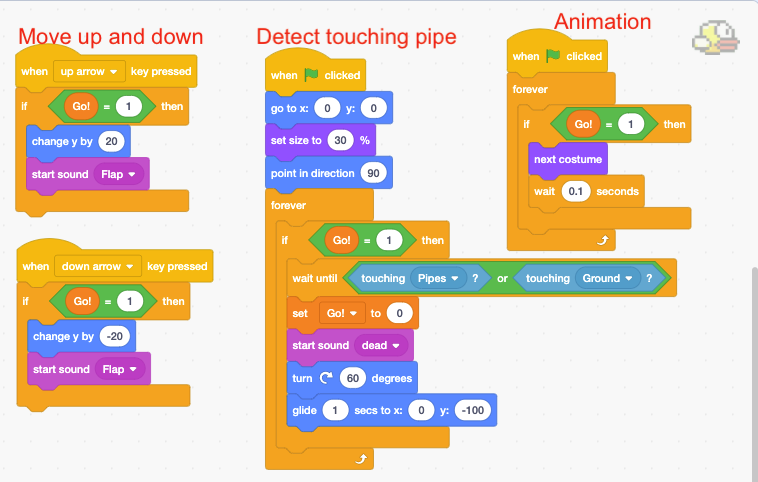 Move up and down
when up arrow key pressed
if Go! = 1 then
change y by 20
start sound Flap
when down arrow key pressed
if Go! = 1 then
change y by -20
start sound Flap
Detect touching pipe
when clicked
go to x: 0 y: 0
set size to 30 %
point in direction 90
forever
if Go! = 1 then
wait until touching Pipes ? or touching Ground ?
set Go! to 0
start sound dead
turn 60 degrees
glide 1 secs to x: 0 y: -100
Animation
when clicked
forever
if Go! = 1 then
next costume
wait 0.1 seconds